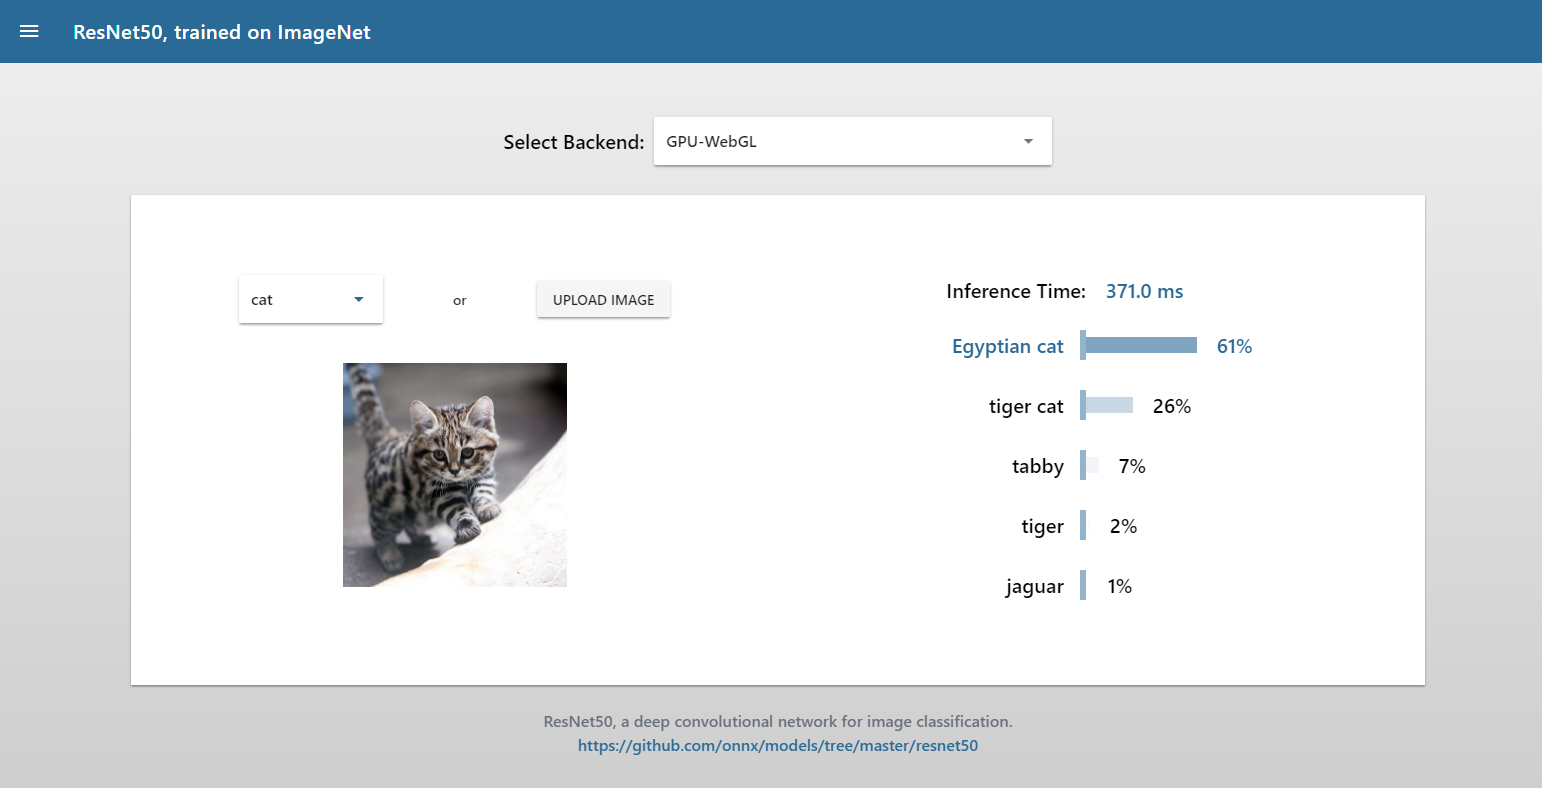 ResNet50, trained on ImageNet
Select Backend: GPU-WebGL
cat or UPLOAD IMAGE
Inference Time: 371.0 ms
Egyptian cat 61%
tiger cat 26%
tabby 7%
tiger 2%
jaguar 1%
ResNet50, a deep convolutional network for image classification.
https://github.com/onnx/models/tree/master/resnet50